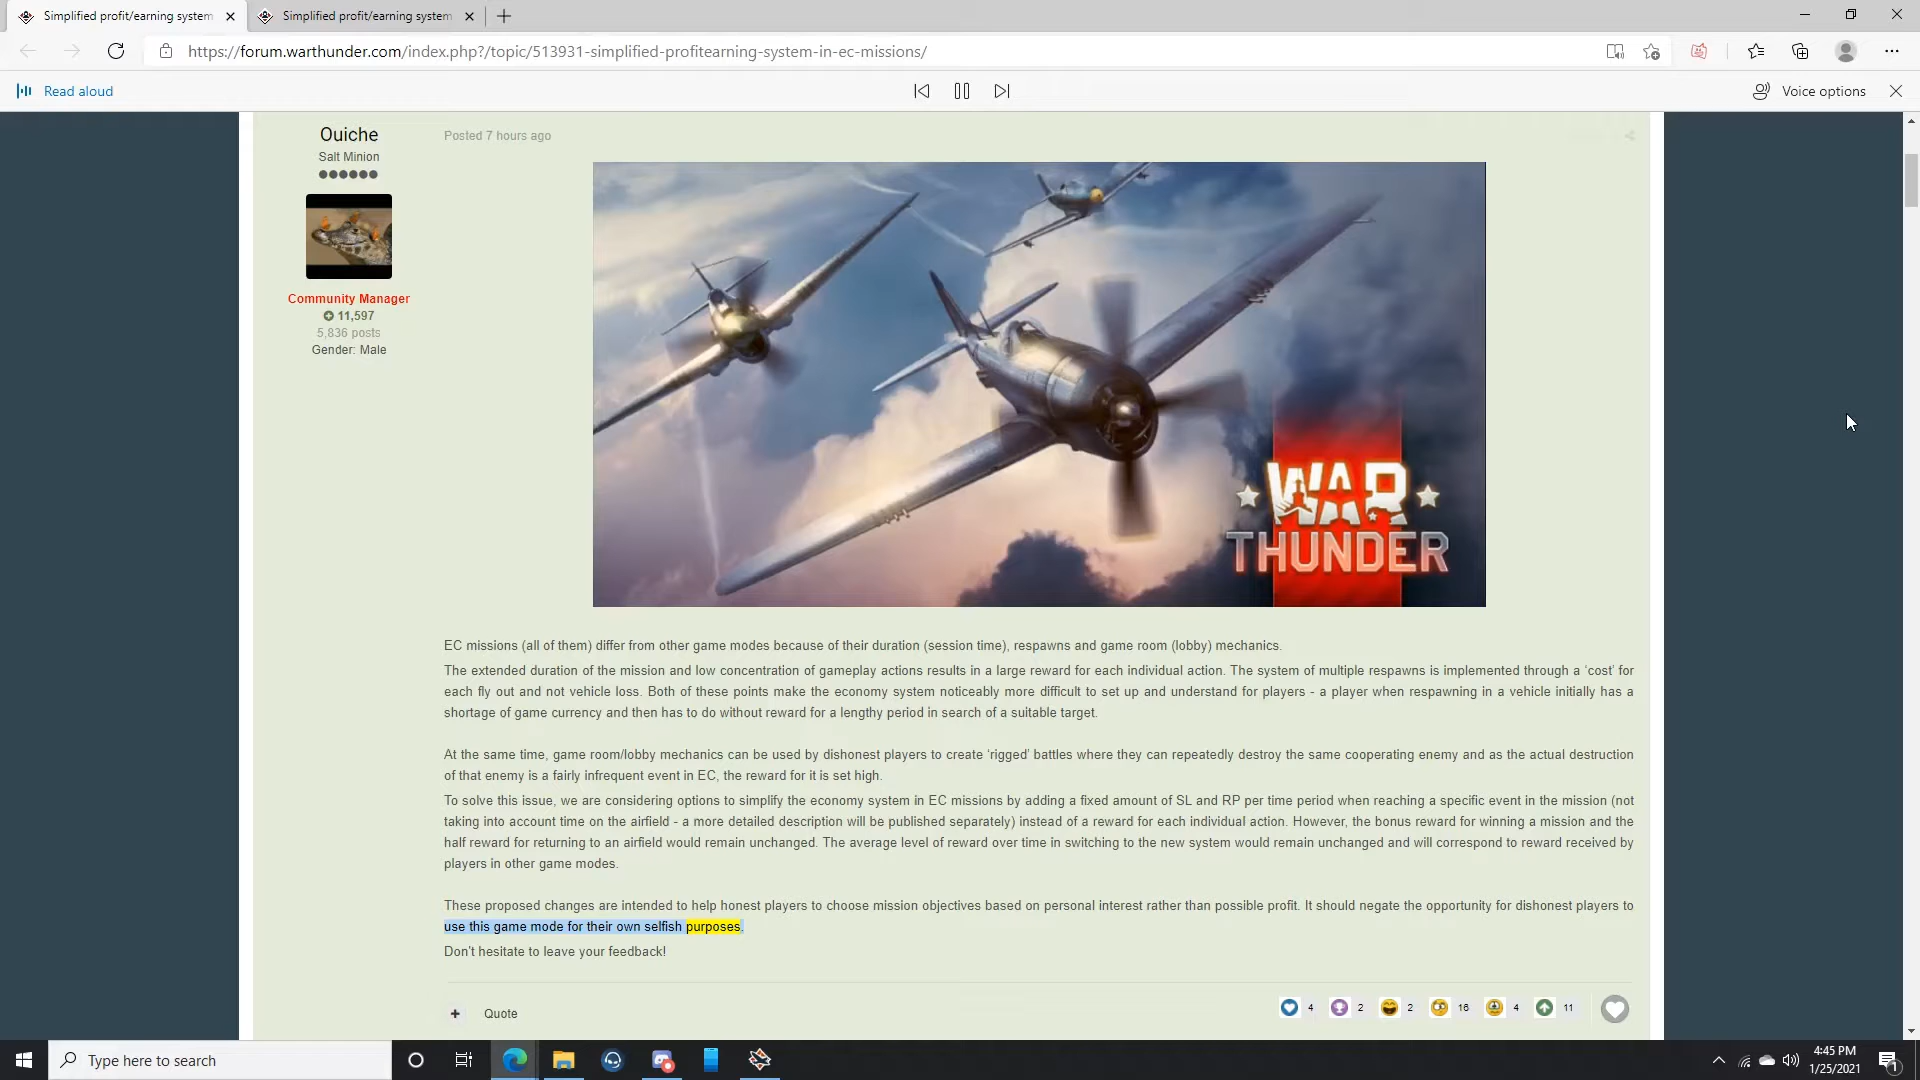 Simplified profit/earning system
Simplified profit/earning system
https://forum.warthunder.com/index.php?/topic/513931-simplified-profitearning-system-in-ec-missions/
Read aloud
Voice options
Ouiche
Salt Minion
Community Manager
11,597
5,836 posts
Gender: Male
Posted 7 hours ago
WAR
THUNDER
EC missions (all of them) differ from other game modes because of their duration (session time), respawns and game room (lobby) mechanics.
The extended duration of the mission and low concentration of gameplay actions results in a large reward for each individual action. The system of multiple respawns is implemented through a ‘cost’ for
each fly out and not vehicle loss. Both of these points make the economy system noticeably more difficult to set up and understand for players - a player when respawning in a vehicle initially has a
shortage of game currency and then has to do without reward for a lengthy period in search of a suitable target.
At the same time, game room/lobby mechanics can be used by dishonest players to create ‘rigged’ battles where they can repeatedly destroy the same cooperating enemy and as the actual destruction
of that enemy is a fairly infrequent event in EC, the reward for it is set high.
To solve this issue, we are considering options to simplify the economy system in EC missions by adding a fixed amount of SL and RP per time period when reaching a specific event in the mission (not
taking into account time on the airfield - a more detailed description will be published separately) instead of a reward for each individual action. However, the bonus reward for winning a mission and the
half reward for returning to an airfield would remain unchanged. The average level of reward over time in switching to the new system would remain unchanged and will correspond to reward received by
players in other game modes.
These proposed changes are intended to help honest players to choose mission objectives based on personal interest rather than possible profit. It should negate the opportunity for dishonest players to
use this game mode for their own selfish purposes.
Don't hesitate to leave your feedback!
+ Quote
4 2 2 16 4 11
Type here to search
4:45 PM
1/25/2021
1